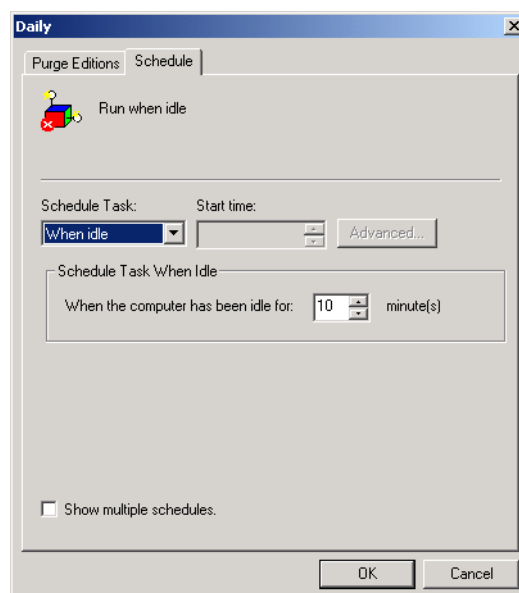 Daily
Purge Editions Schedule
Run when idle
Schedule Task: Start time:
When idle Advanced...
Schedule Task When Idle
When the computer has been idle for: 10 minute(s)
Show multiple schedules.
OK Cancel